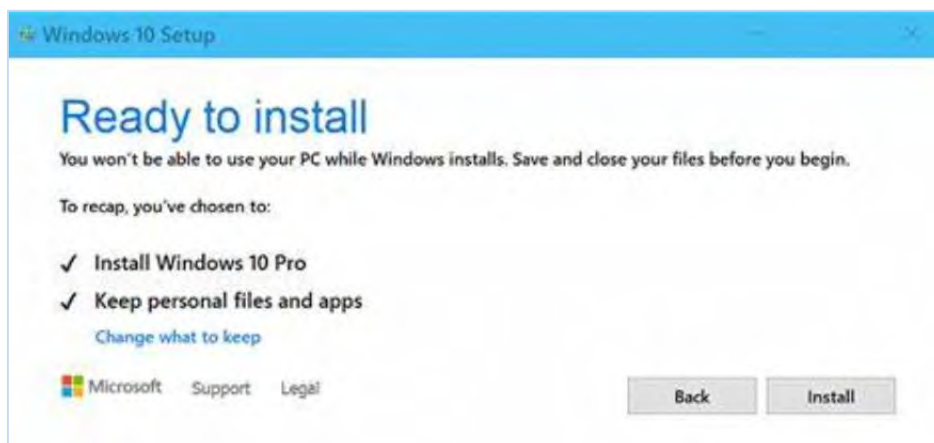 Windows 10 Setup
Ready to install
You won't be able to use your PC while Windows installs. Save and close your files before you begin.
To recap, you've chosen to:
✓ Install Windows 10 Pro
✓ Keep personal files and apps
Change what to keep
Microsoft Support Legal
Back Install